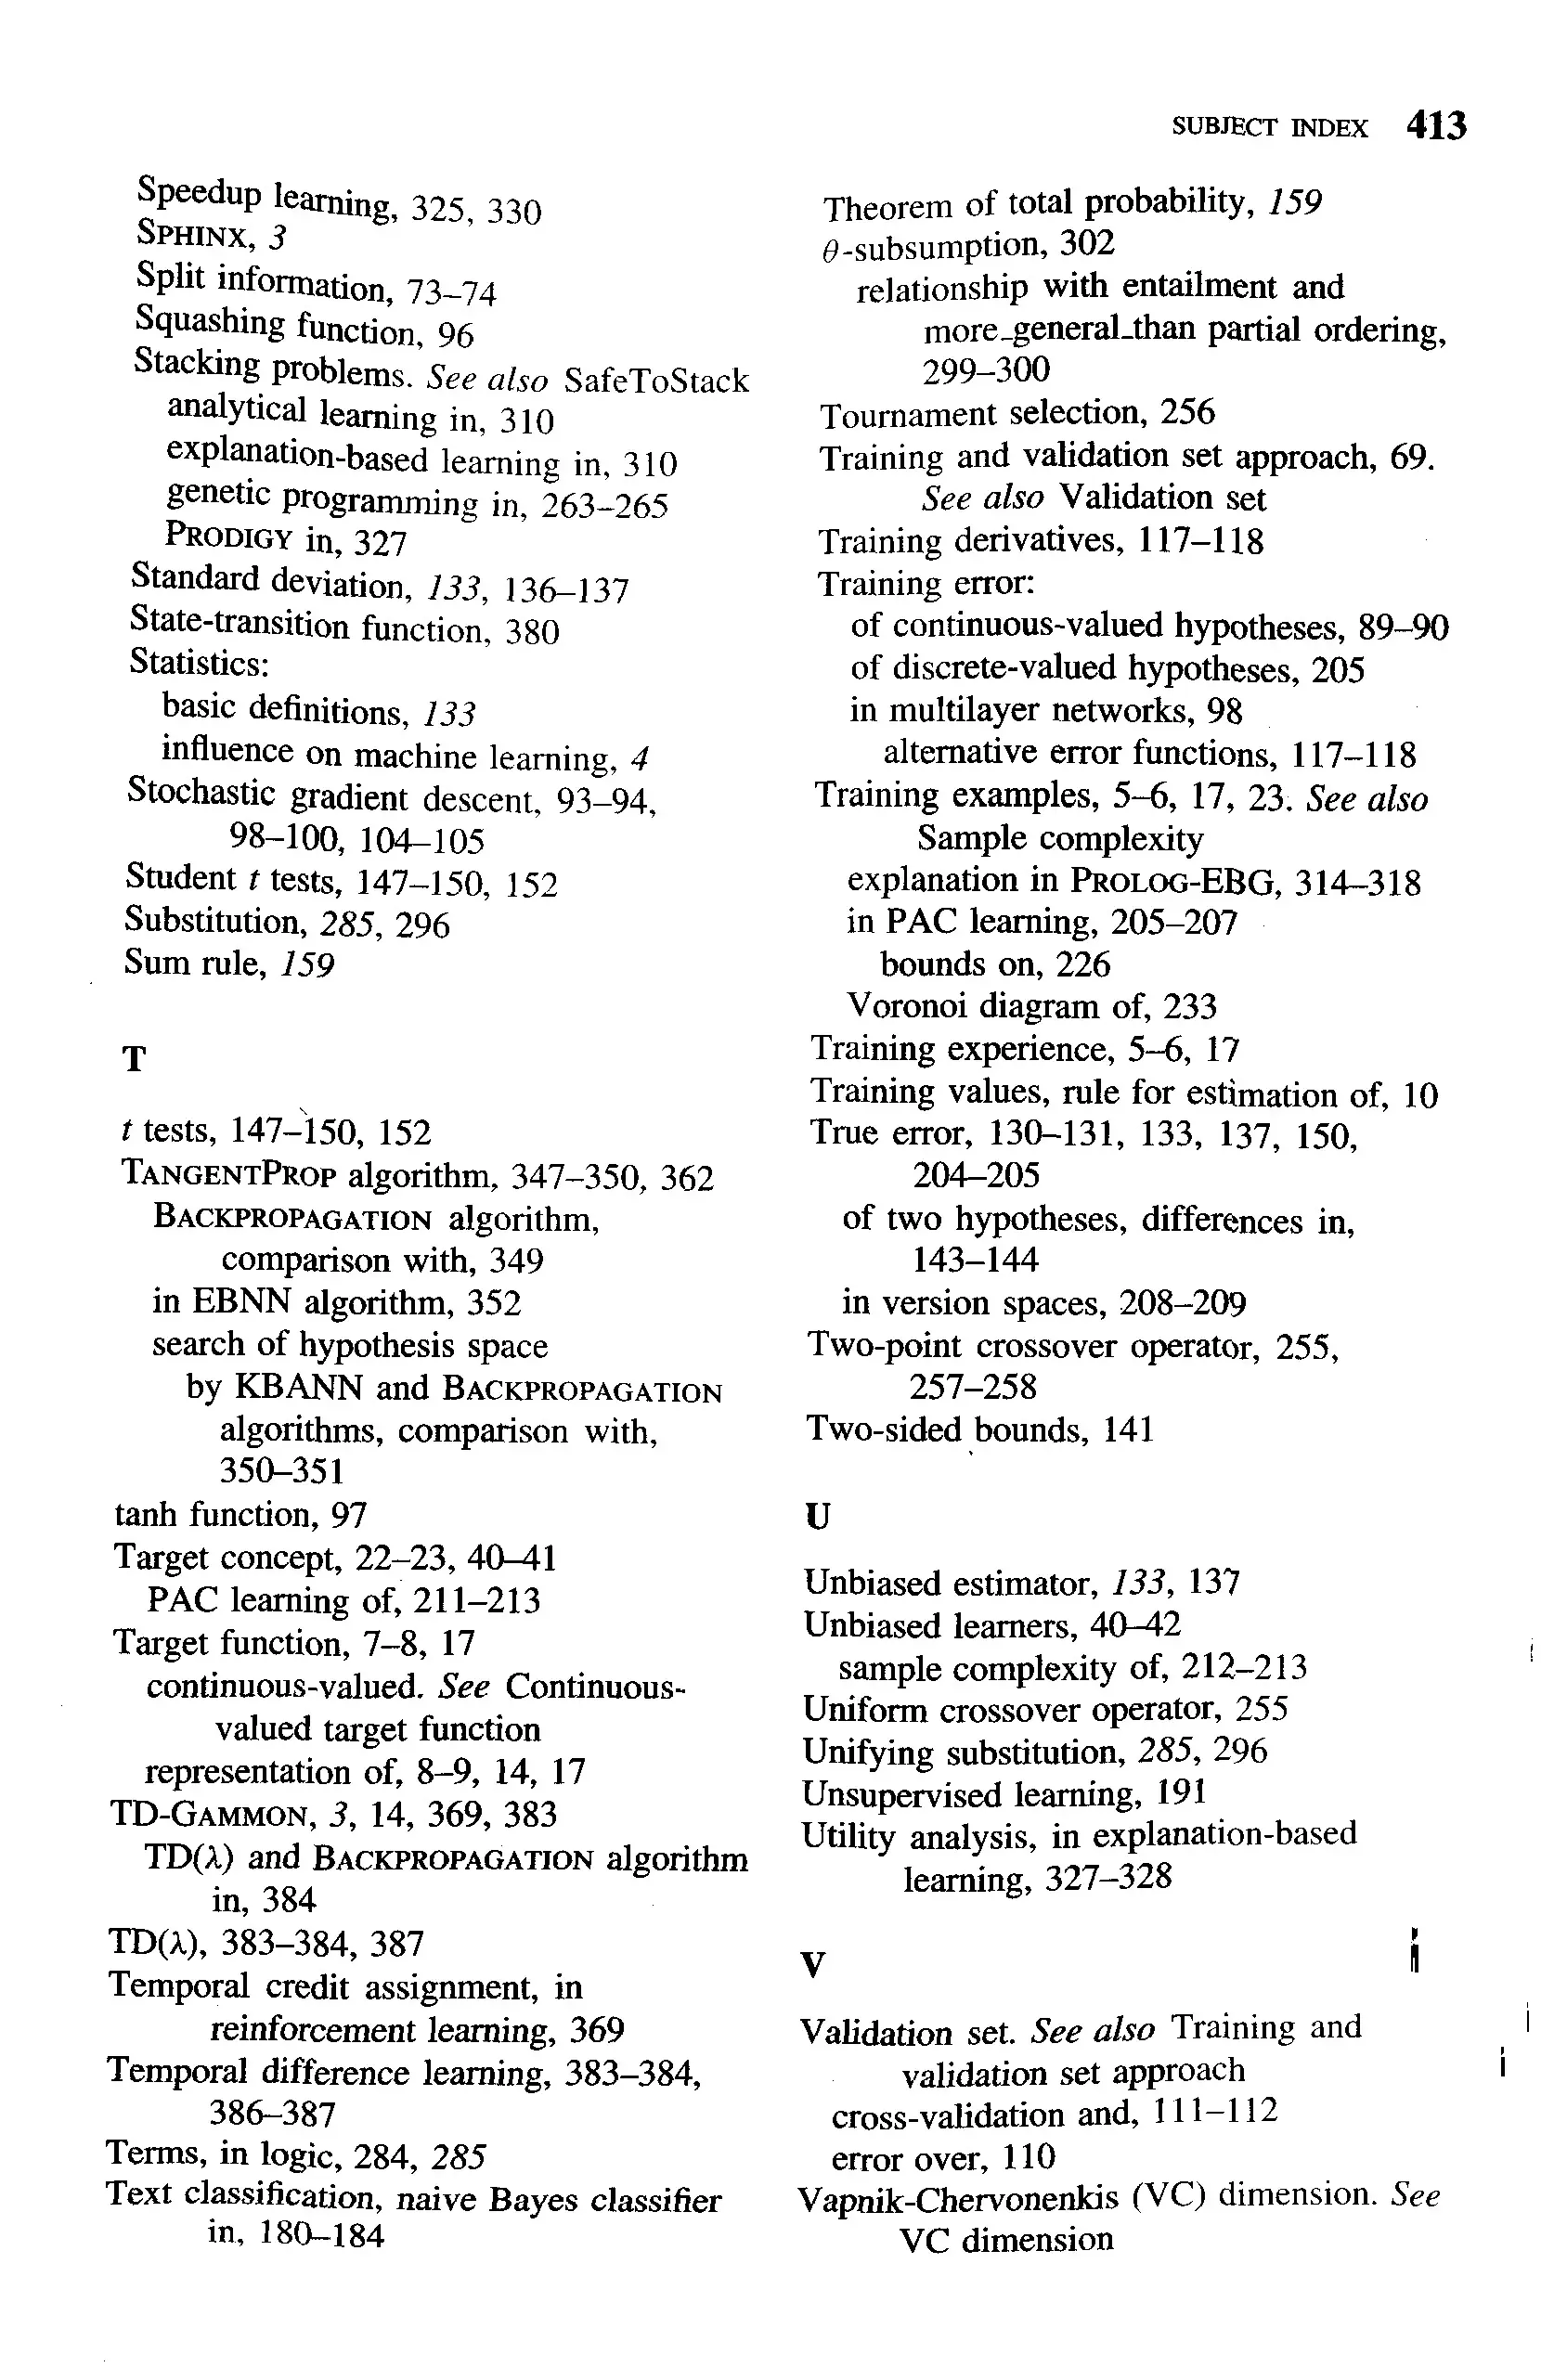 SUBJECT INDEX 413
Speedup learning, 325, 330
SPHINX, 3
Split information, 73–74
Squashing function, 96
Stacking problems. See also SafeToStack
analytical learning in, 310
explanation-based learning in, 310
genetic programming in, 263–265
PRODIGY in, 327
Standard deviation, 133, 136–137
State-transition function, 380
Statistics:
basic definitions, 133
influence on machine learning, 4
Stochastic gradient descent, 93–94,
98–100, 104–105
Student t tests, 147–150, 152
Substitution, 285, 296
Sum rule, 159
T
t tests, 147–150, 152
TANGENTPROP algorithm, 347–350, 362
BACKPROPAGATION algorithm,
comparison with, 349
in EBNN algorithm, 352
search of hypothesis space
by KBANN and BACKPROPAGATION
algorithms, comparison with,
350–351
tanh function, 97
Target concept, 22–23, 40–41
PAC learning of, 211–213
Target function, 7–8, 17
continuous-valued. See Continuous-
valued target function
representation of, 8–9, 14, 17
TD-GAMMON, 3, 14, 369, 383
TD(λ) and BACKPROPAGATION algorithm
in, 384
TD(λ), 383–384, 387
Temporal credit assignment, in
reinforcement learning, 369
Temporal difference learning, 383–384,
386–387
Terms, in logic, 284, 285
Text classification, naive Bayes classifier
in, 180–184
Theorem of total probability, 159
θ-subsumption, 302
relationship with entailment and
more_general_than partial ordering,
299–300
Tournament selection, 256
Training and validation set approach, 69.
See also Validation set
Training derivatives, 117–118
Training error:
of continuous-valued hypotheses, 89–90
of discrete-valued hypotheses, 205
in multilayer networks, 98
alternative error functions, 117–118
Training examples, 5–6, 17, 23. See also
Sample complexity
explanation in PROLOG-EBG, 314–318
in PAC learning, 205–207
bounds on, 226
Voronoi diagram of, 233
Training experience, 5–6, 17
Training values, rule for estimation of, 10
True error, 130–131, 133, 137, 150,
204–205
of two hypotheses, differences in,
143–144
in version spaces, 208–209
Two-point crossover operator, 255,
257–258
Two-sided bounds, 141
U
Unbiased estimator, 133, 137
Unbiased learners, 40–42
sample complexity of, 212–213
Uniform crossover operator, 255
Unifying substitution, 285, 296
Unsupervised learning, 191
Utility analysis, in explanation-based
learning, 327–328
V
Validation set. See also Training and
validation set approach
cross-validation and, 111–112
error over, 110
Vapnik-Chervonenkis (VC) dimension. See
VC dimension